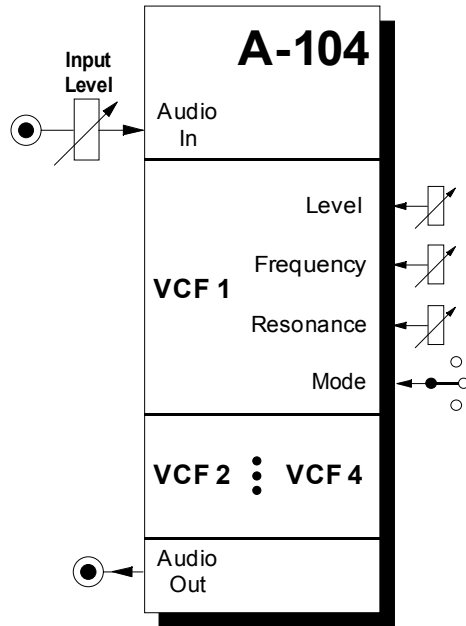 A-104
Input
Level
Audio
In
Level
Frequency
VCF 1
Resonance
Mode
VCF 2 VCF 4
Audio
Out